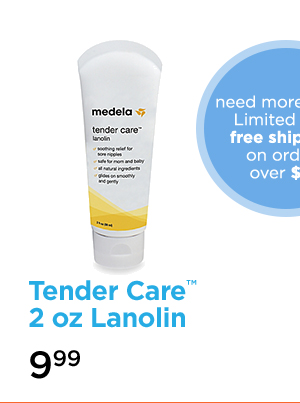 medela
tender care™
lanolin
soothing relief for
sore nipples
safe for mom and baby
all natural ingredients
glides on smoothly
and gently
need more
Limited
free ship
on ord
over $
Tender Care™
2 oz Lanolin
9⁹⁹